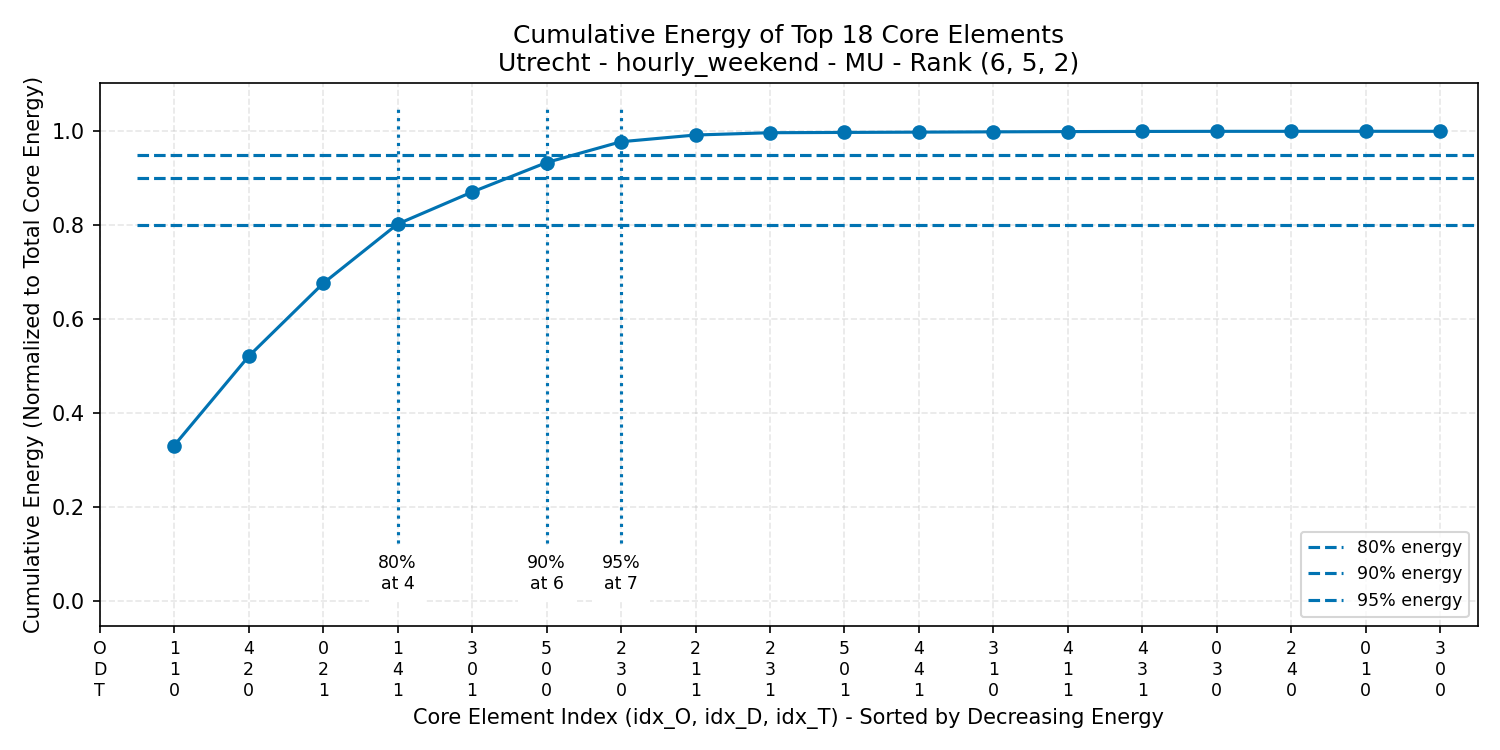 Cumulative Energy of Top 18 Core Elements
Utrecht - hourly_weekend - MU - Rank (6, 5, 2)
Cumulative Energy (Normalized to Total Core Energy)
1.0
0.8
0.6
0.4
0.2
0.0
80%
at 4
90%
at 6
95%
at 7
80% energy
90% energy
95% energy
O 1 4 0 1 3 5 2 2 2 5 4 3 4 4 0 2 0 3
D 1 2 2 4 0 0 3 1 3 0 4 1 1 3 3 4 1 0
T 0 0 1 1 1 0 0 1 1 1 1 0 1 1 0 0 0 0
Core Element Index (idx_O, idx_D, idx_T) - Sorted by Decreasing Energy